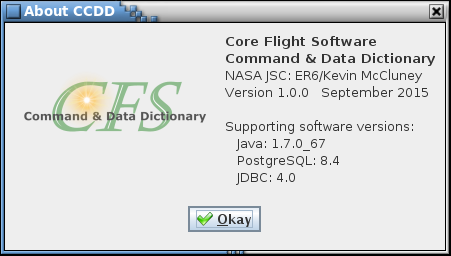 About CCDD
CFS
Command & Data Dictionary
Core Flight Software
Command & Data Dictionary
NASA JSC: ER6/Kevin McCluney
Version 1.0.0 September 2015
Supporting software versions:
Java: 1.7.0_67
PostgreSQL: 8.4
JDBC: 4.0
Okay